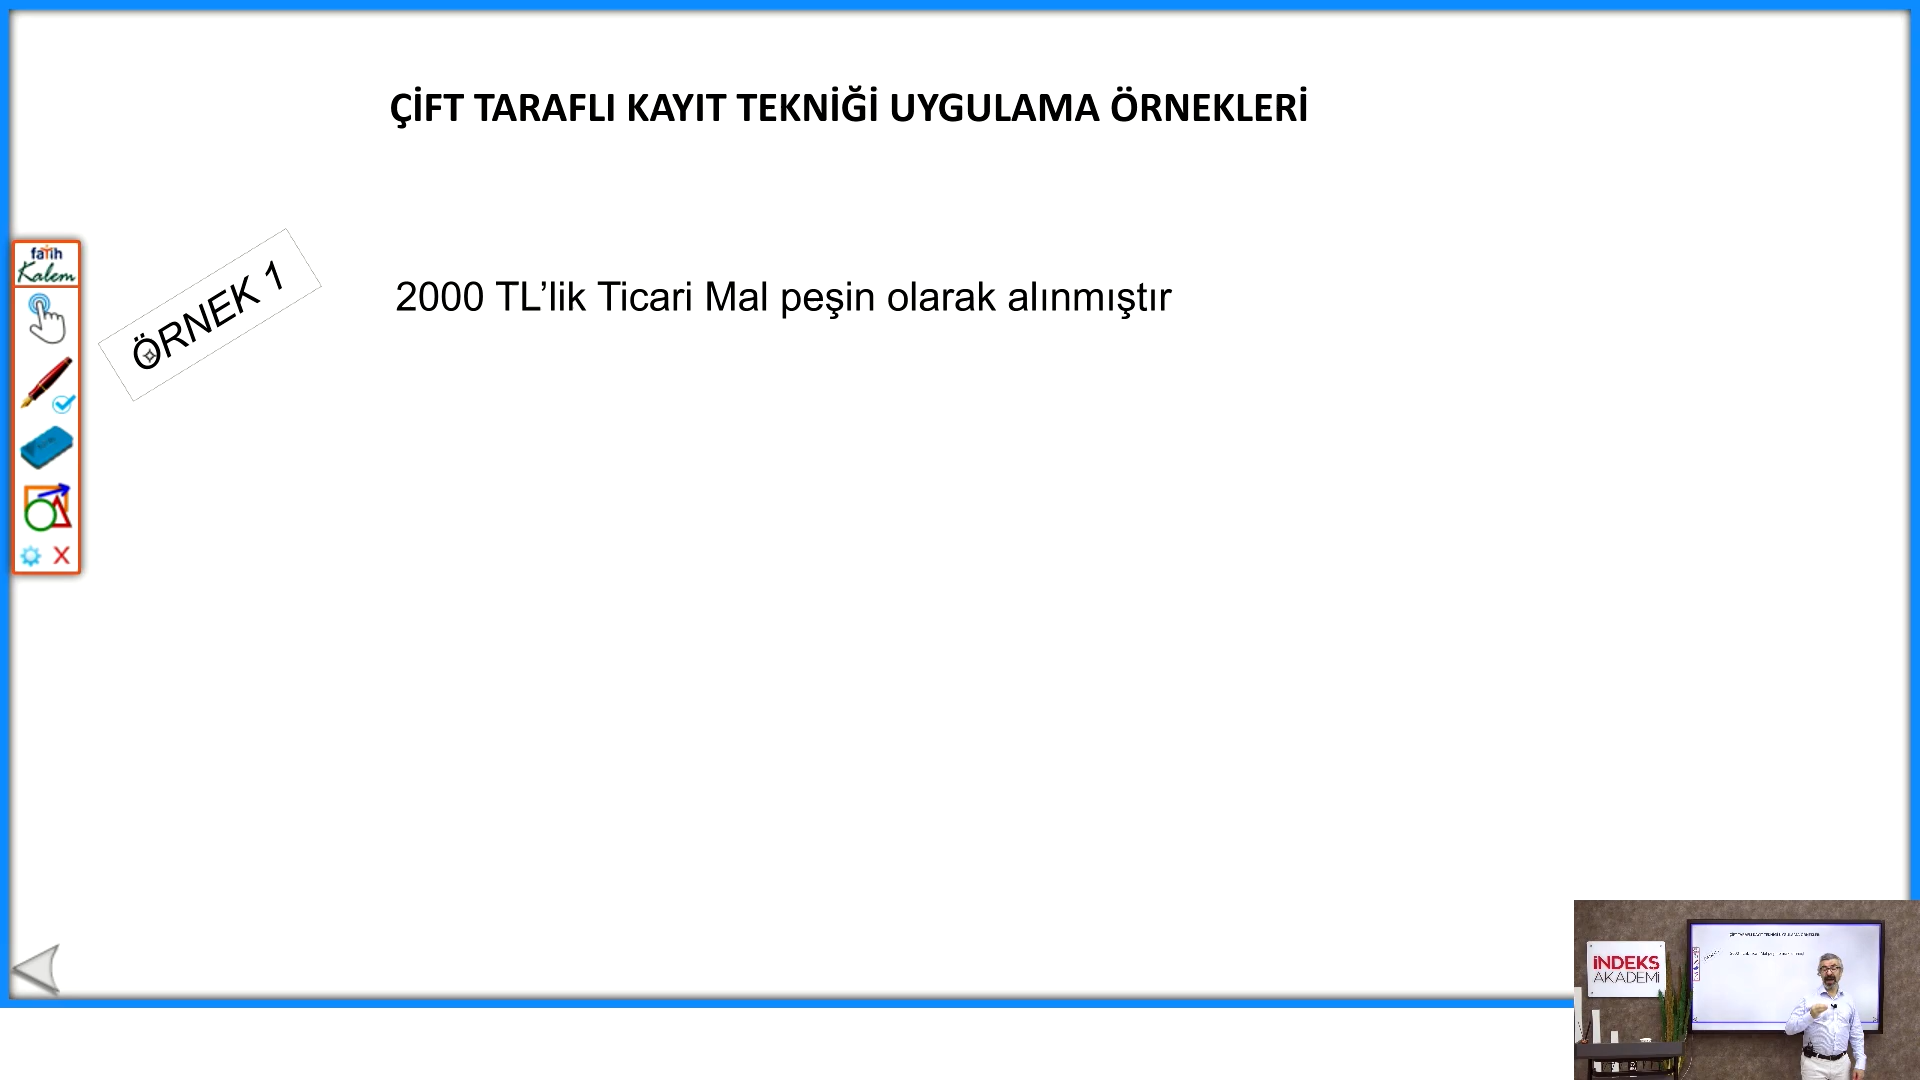 ÇİFT TARAFLI KAYIT TEKNİĞİ UYGULAMA ÖRNEKLERİ
fatih
Kalem
ÖRNEK 1
2000 TL’lik Ticari Mal peşin olarak alınmıştır
İNDEKS
AKADEMİ